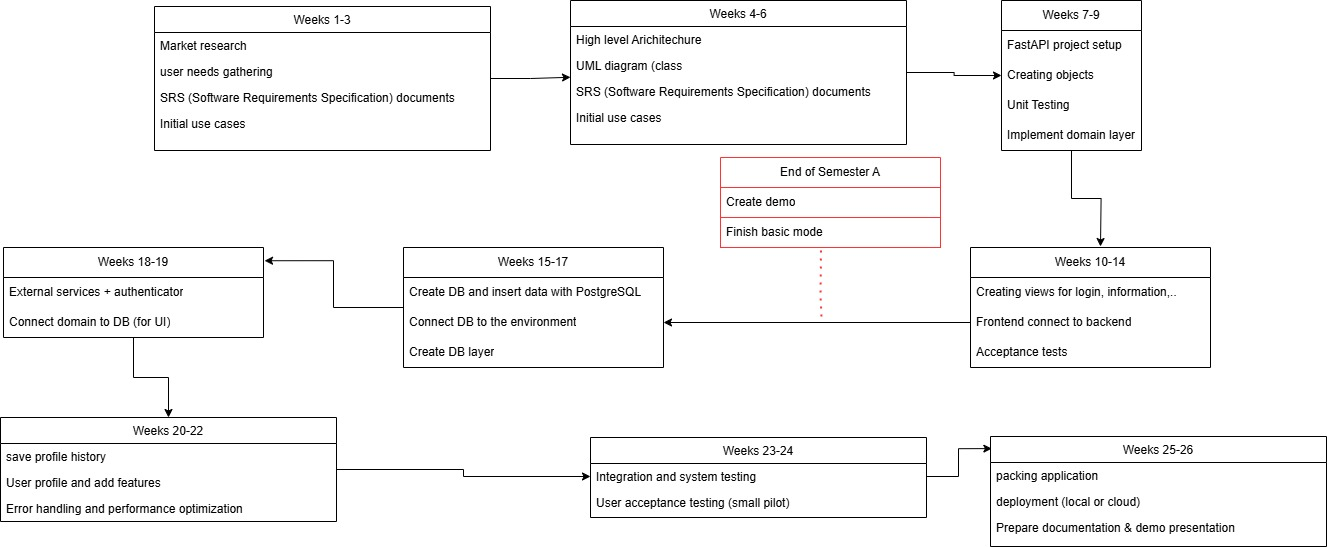 Weeks 1-3
Market research
user needs gathering
SRS (Software Requirements Specification) documents
Initial use cases
Weeks 4-6
High level Arichitechure
UML diagram (class
SRS (Software Requirements Specification) documents
Initial use cases
Weeks 7-9
FastAPI project setup
Creating objects
Unit Testing
Implement domain layer
End of Semester A
Create demo
Finish basic mode
Weeks 10-14
Creating views for login, information,..
Frontend connect to backend
Acceptance tests
Weeks 15-17
Create DB and insert data with PostgreSQL
Connect DB to the environment
Create DB layer
Weeks 18-19
External services + authenticator
Connect domain to DB (for UI)
Weeks 20-22
save profile history
User profile and add features
Error handling and performance optimization
Weeks 23-24
Integration and system testing
User acceptance testing (small pilot)
Weeks 25-26
packing application
deployment (local or cloud)
Prepare documentation & demo presentation